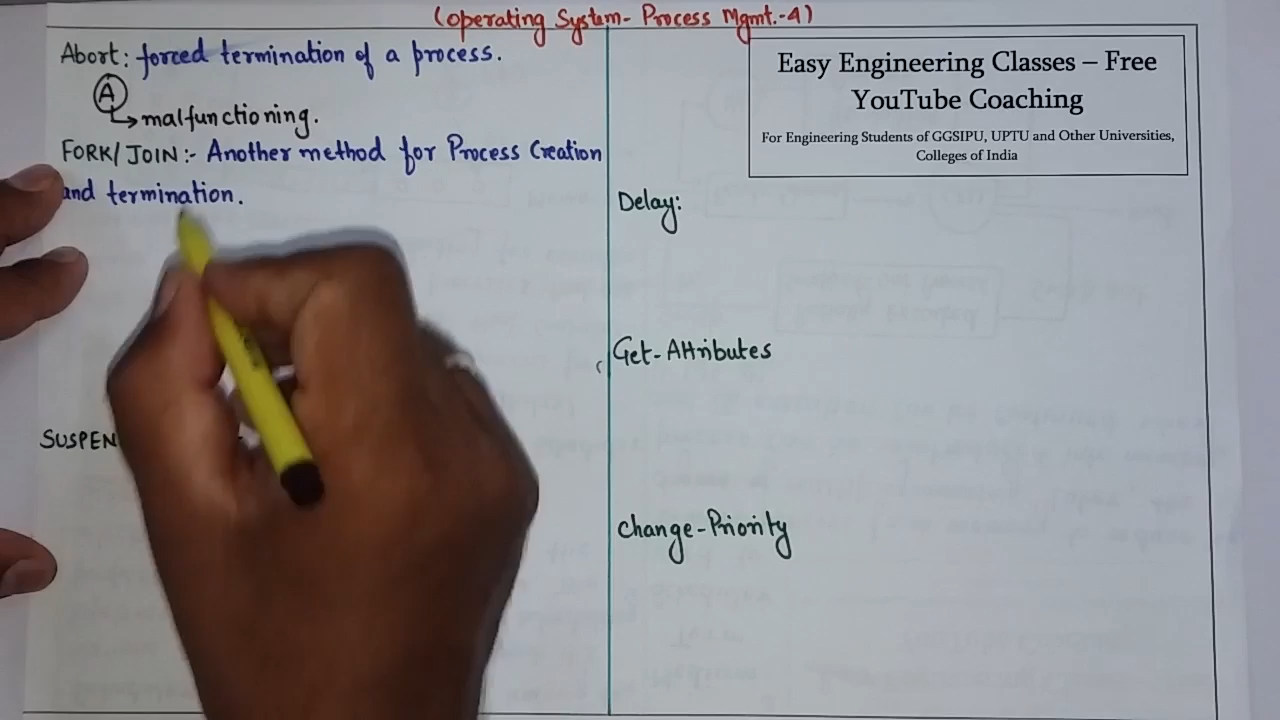 (Operating System- Process Mgmt.-4)
Abort: forced termination of a process.
A
malfunctioning.
FORK/JOIN:- Another method for Process Creation
and termination.
SUSPEN
Easy Engineering Classes – Free
YouTube Coaching
For Engineering Students of GGSIPU, UPTU and Other Universities,
Colleges of India
Delay:
Get-Attributes
Change-Priority